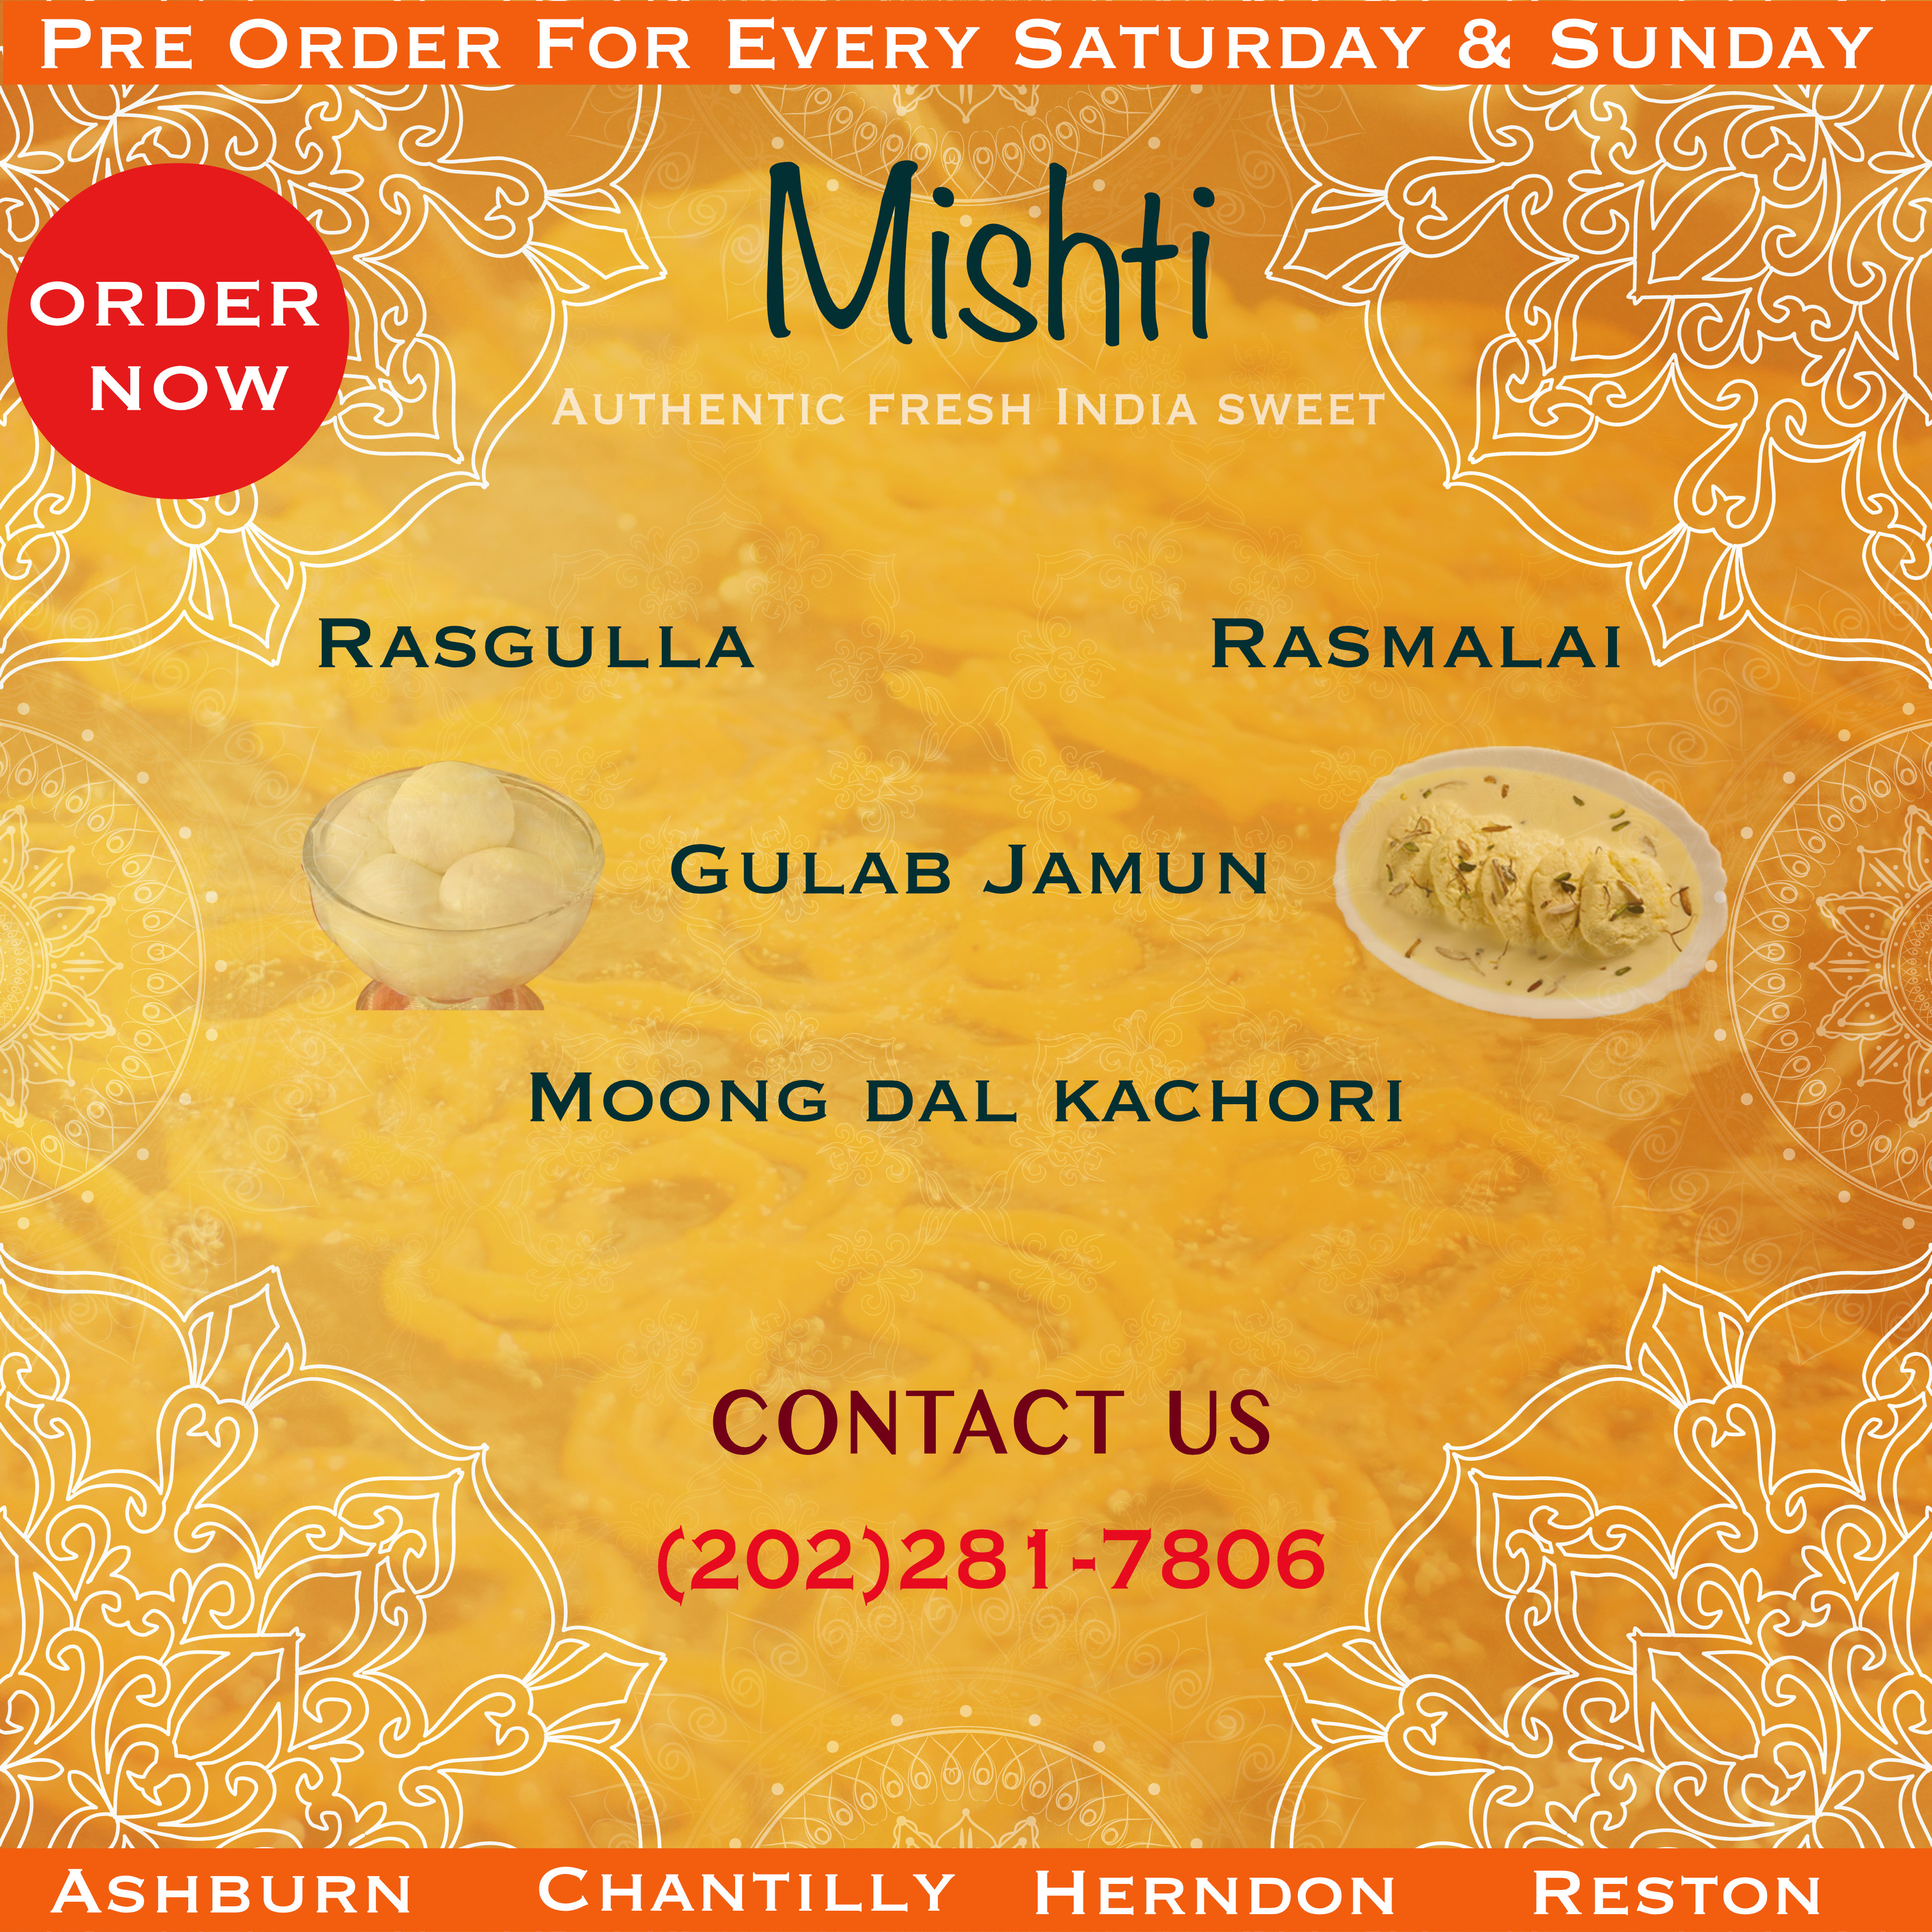 Pre Order For Every Saturday & Sunday
ORDER
NOW
Mishti
Authentic fresh India sweet
Rasgulla
Rasmalai
Gulab Jamun
Moong dal kachori
CONTACT US
(202)281-7806
Ashburn
Chantilly
Herndon
Reston